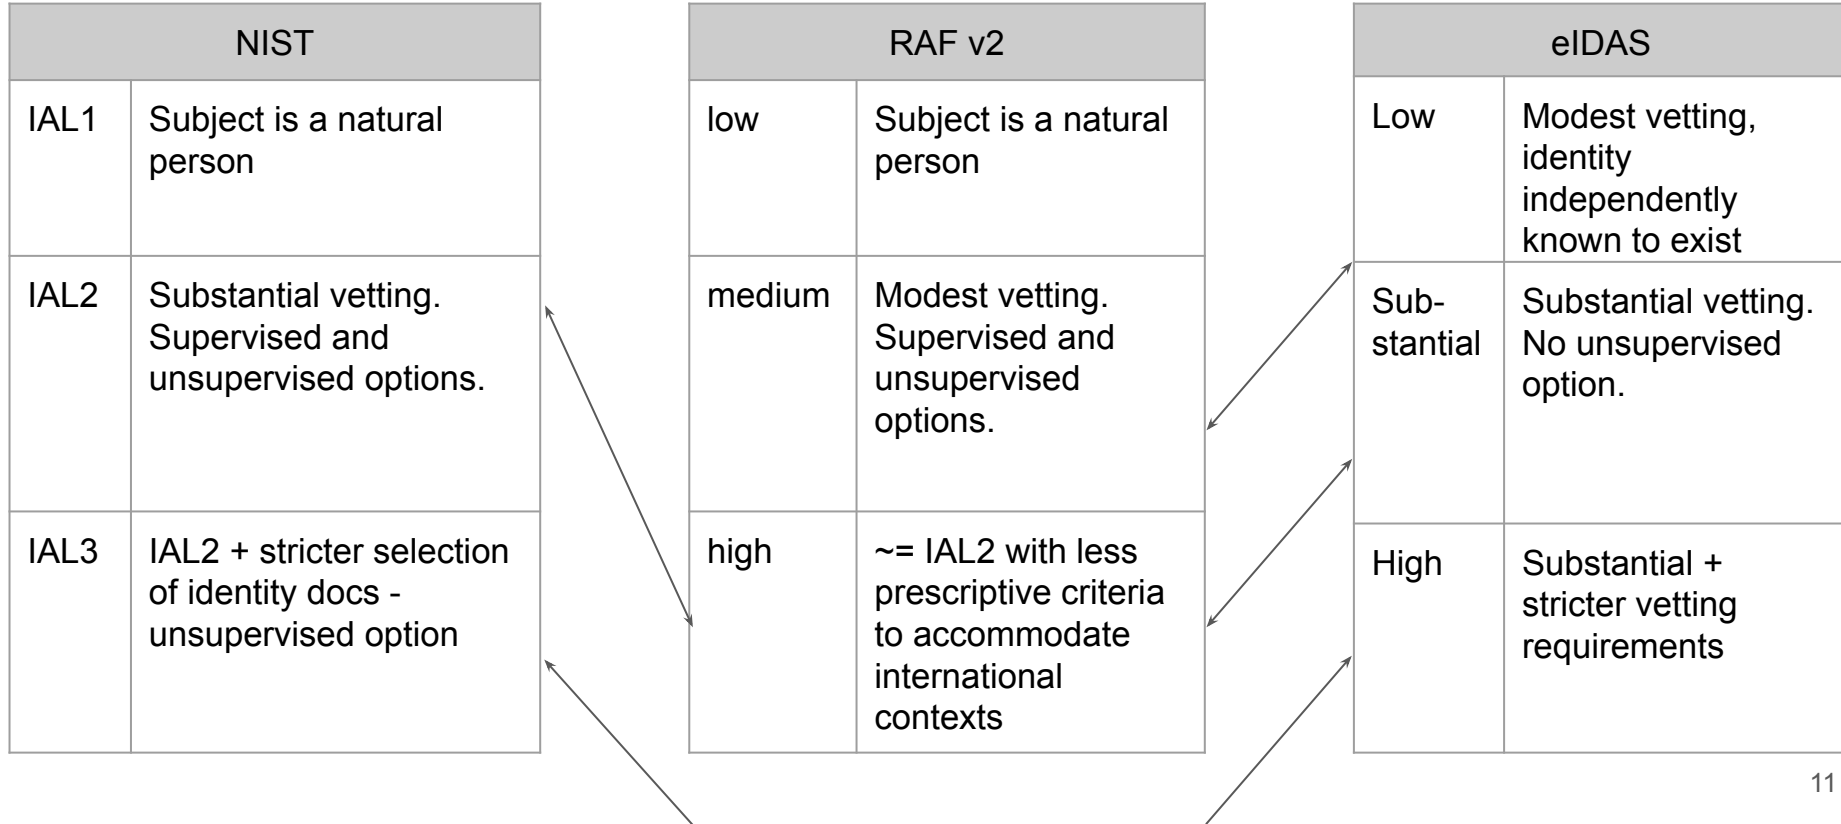 NIST
IAL1
Subject is a natural
person
IAL2
Substantial vetting.
Supervised and
unsupervised options.
IAL3
IAL2 + stricter selection
of identity docs -
unsupervised option
RAF v2
low
Subject is a natural
person
medium
Modest vetting.
Supervised and
unsupervised
options.
high
~= IAL2 with less
prescriptive criteria
to accommodate
international
contexts
eIDAS
Low
Modest vetting,
identity
independently
known to exist
Sub-
stantial
Substantial vetting.
No unsupervised
option.
High
Substantial +
stricter vetting
requirements
11